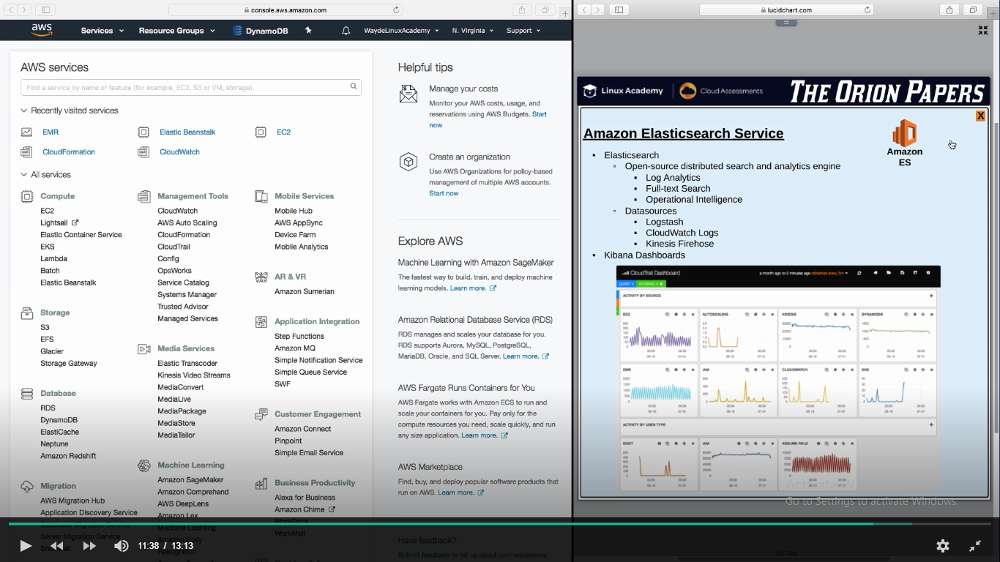 console.aws.amazon.com
aws
Services
Resource Groups
DynamoDB
WaydeLinuxAcademy
N. Virginia
Support
AWS services
Find a service by name or feature (for example, EC2, S3 or VM, storage).
Recently visited services
EMR
Elastic Beanstalk
EC2
CloudFormation
CloudWatch
All services
Compute
EC2
Lightsail
Elastic Container Service
EKS
Lambda
Batch
Elastic Beanstalk
Storage
S3
EFS
Glacier
Storage Gateway
Database
RDS
DynamoDB
ElastiCache
Neptune
Amazon Redshift
Migration
AWS Migration Hub
Application Discovery Service
Database Migration Service
Server Migration Service
Management Tools
CloudWatch
AWS Auto Scaling
CloudFormation
CloudTrail
Config
OpsWorks
Service Catalog
Systems Manager
Trusted Advisor
Managed Services
Media Services
Elastic Transcoder
Kinesis Video Streams
MediaConvert
MediaLive
MediaPackage
MediaStore
MediaTailor
Machine Learning
Amazon SageMaker
Amazon Comprehend
AWS DeepLens
Amazon Lex
Machine Learning
Amazon Polly
Rekognition
Mobile Services
Mobile Hub
AWS AppSync
Device Farm
Mobile Analytics
AR & VR
Amazon Sumerian
Application Integration
Step Functions
Amazon MQ
Simple Notification Service
Simple Queue Service
SWF
Customer Engagement
Amazon Connect
Pinpoint
Simple Email Service
Business Productivity
Alexa for Business
Amazon Chime
WorkDocs
WorkMail
Helpful tips
Manage your costs
Monitor your AWS costs, usage, and
reservations using AWS Budgets. Start
now
Create an organization
Use AWS Organizations for policy-based
management of multiple AWS accounts.
Start now
Explore AWS
Machine Learning with Amazon SageMaker
The fastest way to build, train, and deploy machine
learning models. Learn more.
Amazon Relational Database Service (RDS)
RDS manages and scales your database for you.
RDS supports Aurora, MySQL, PostgreSQL,
MariaDB, Oracle, and SQL Server. Learn more.
AWS Fargate Runs Containers for You
AWS Fargate works with Amazon ECS to run and
scale your containers for you. Pay only for the
compute resources you need, scale quickly, and run
any size application. Learn more.
AWS Marketplace
Find, buy, and deploy popular software products that
run on AWS. Learn more.
Have feedback?
Submit feedback to tell us about your experience
lucidchart.com
Linux Academy
Cloud Assessments
THE ORION PAPERS
X
Amazon Elasticsearch Service
Amazon
ES
• Elasticsearch
◦ Open-source distributed search and analytics engine
▪ Log Analytics
▪ Full-text Search
▪ Operational Intelligence
◦ Datasources
▪ Logstash
▪ CloudWatch Logs
▪ Kinesis Firehose
• Kibana Dashboards
CloudTrail Dashboard
a month ago to 2 minutes ago refreshed every 5m
QUERY
FILTERING
ACTIVITY BY SOURCE
EC2
AUTOSCALING
KINESIS
DYNAMODB
EMR
IAM
CLOUDWATCH
SNS
ACTIVITY BY USER TYPE
ROOT
IAM
ASSUME ROLE
Activate W
Go to Settings to activate Windows.
11:38 / 13:13